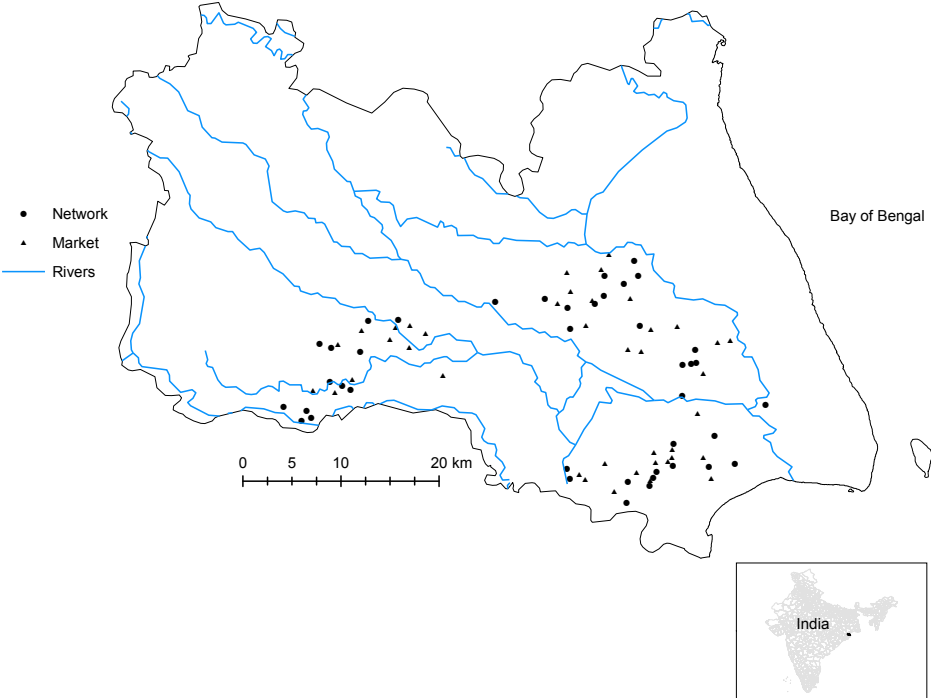 Bay of Bengal
Network
Market
Rivers
0 5 10 20 km
India